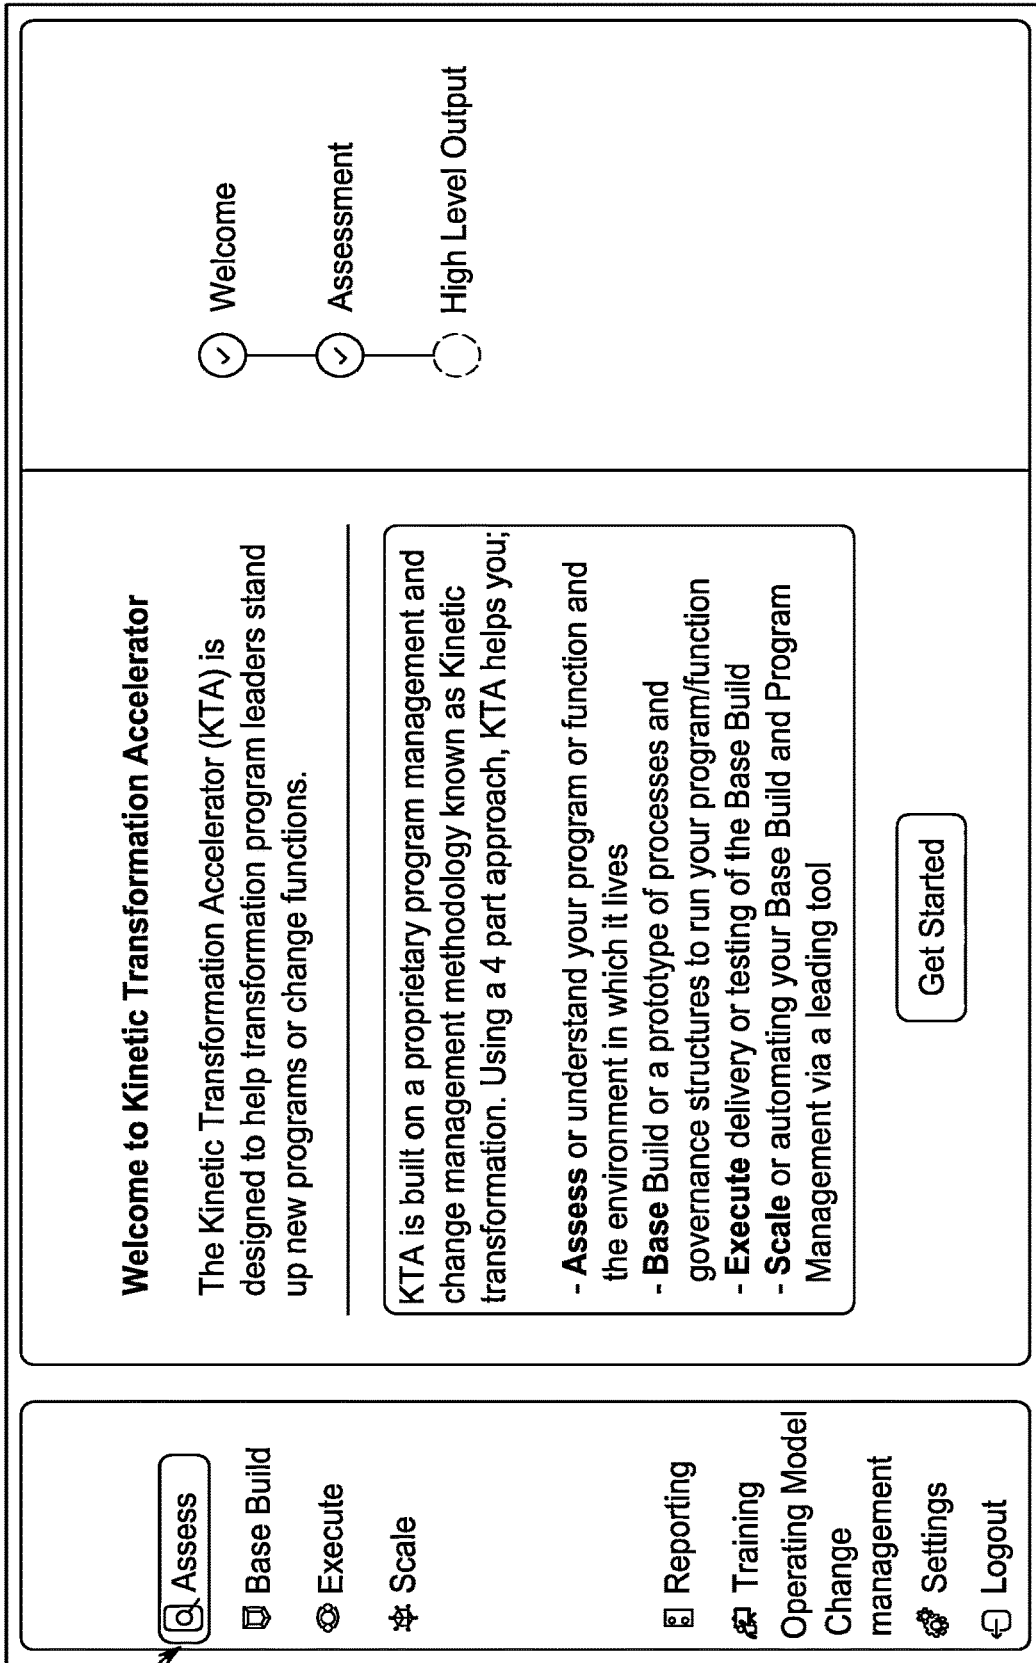 Assess
Base Build
Execute
Scale
Reporting
Training
Operating Model
Change
management
Settings
Logout
Welcome to Kinetic Transformation Accelerator
The Kinetic Transformation Accelerator (KTA) is
designed to help transformation program leaders stand
up new programs or change functions.
KTA is built on a proprietary program management and
change management methodology known as Kinetic
transformation. Using a 4 part approach, KTA helps you;
- Assess or understand your program or function and
the environment in which it lives
- Base Build or a prototype of processes and
governance structures to run your program/function
- Execute delivery or testing of the Base Build
- Scale or automating your Base Build and Program
Management via a leading tool
Get Started
Welcome
Assessment
High Level Output